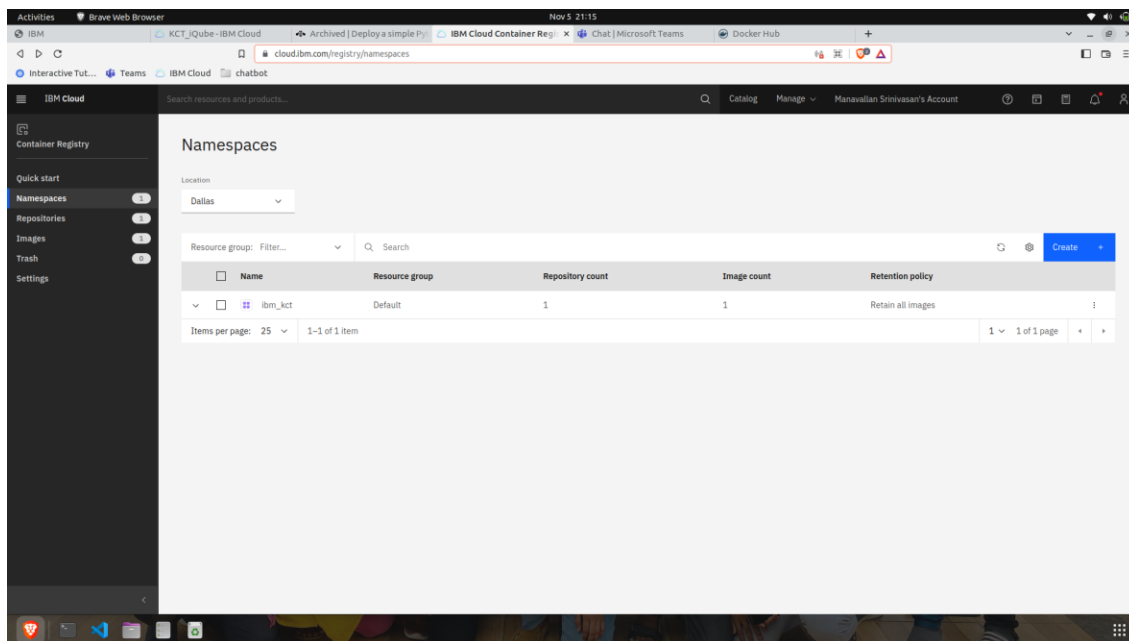 Activities Brave Web Browser Nov 5 21:15
IBM KCT_iQube - IBM Cloud Archived | Deploy a simple Py IBM Cloud Container Regi Chat | Microsoft Teams Docker Hub
cloud.ibm.com/registry/namespaces
Interactive Tut... Teams IBM Cloud chatbot
IBM Cloud Search resources and products... Catalog Manage Manavallan Srinivasan's Account
Container Registry
Quick start
Namespaces 1
Repositories 1
Images 1
Trash 0
Settings
Namespaces
Location
Dallas
Resource group: Filter... Search Create +
Name Resource group Repository count Image count Retention policy
ibm_kct Default 1 1 Retain all images
Items per page: 25 1–1 of 1 item 1 1 of 1 page